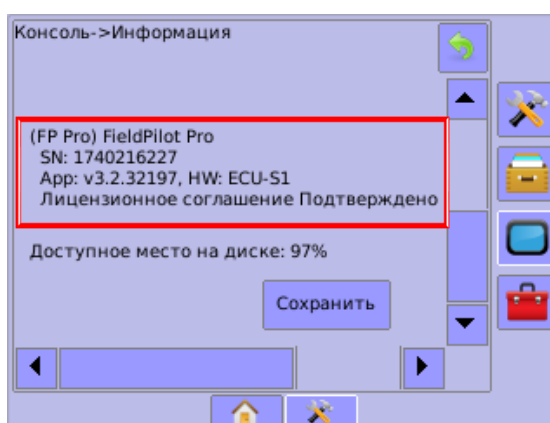 Консоль->Информация
(FP Pro) FieldPilot Pro
SN: 1740216227
App: v3.2.32197, HW: ECU-S1
Лицензионное соглашение Подтверждено
Доступное место на диске: 97%
Сохранить